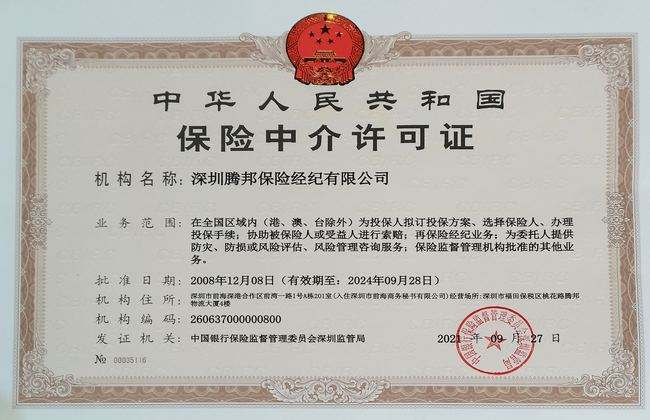 中华人民共和国
保险中介许可证
机构名称：深圳腾邦保险经纪有限公司
业务范围：在全国区域内（港、澳、台除外）为投保人拟订投保方案、选择保险人、办理
投保手续；协助被保险人或受益人进行索赔；再保险经纪业务；为委托人提供
防灾、防损或风险评估、风险管理咨询服务；保险监督管理机构批准的其他业
务。
批准日期：2008年12月08日（有效期至：2024年09月28日）
机构住所：深圳市前海深港合作区前湾一路1号A栋201室(入住深圳市前海商务秘书有限公司)经营场所:深圳市福田保税区桃花路腾邦
物流大厦4楼
机构编码：260637000000800
发证机关：中国银行保险监督管理委员会深圳监管局
2021 年 09 月 27 日
№ 00035116